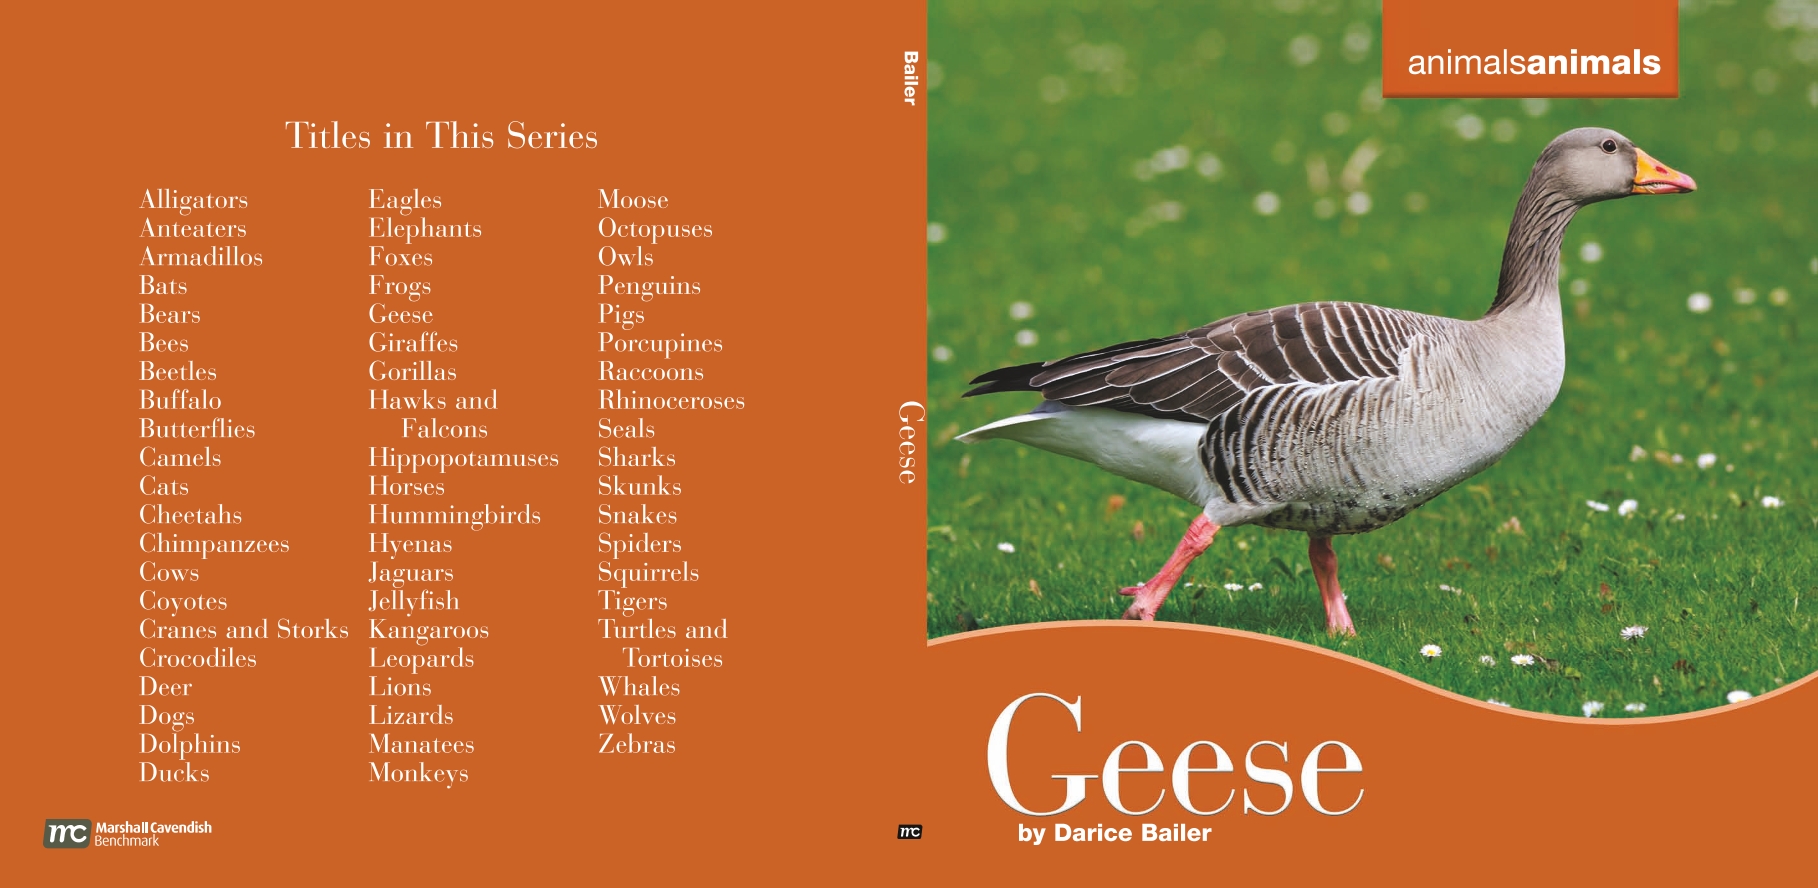 Titles in This Series
Alligators
Anteaters
Armadillos
Bats
Bears
Bees
Beetles
Buffalo
Butterflies
Camels
Cats
Cheetahs
Chimpanzees
Cows
Coyotes
Cranes and Storks
Crocodiles
Deer
Dogs
Dolphins
Ducks
Eagles
Elephants
Foxes
Frogs
Geese
Giraffes
Gorillas
Hawks and
Falcons
Hippopotamuses
Horses
Hummingbirds
Hyenas
Jaguars
Jellyfish
Kangaroos
Leopards
Lions
Lizards
Manatees
Monkeys
Moose
Octopuses
Owls
Penguins
Pigs
Porcupines
Raccoons
Rhinoceroses
Seals
Sharks
Skunks
Snakes
Spiders
Squirrels
Tigers
Turtles and
Tortoises
Whales
Wolves
Zebras
mc Marshall Cavendish
Benchmark
Bailer
Geese
mc
animalsanimals
Geese
by Darice Bailer